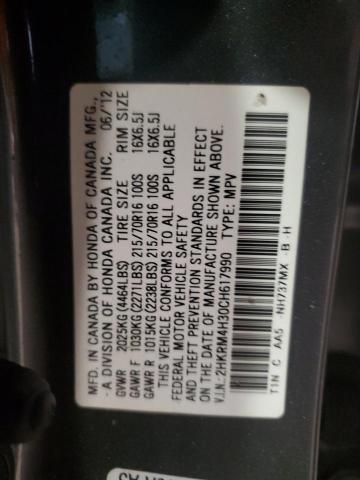 MFD. IN CANADA BY HONDA OF CANADA MFG.,
- A DIVISION OF HONDA CANADA INC. 06/'12
GVWR 2025KG (4464LBS) TIRE SIZE RIM SIZE
GAWR F 1030KG (2271LBS) 215/70R16 100S 16X6.5J
GAWR R 1015KG (2238LBS) 215/70R16 100S 16X6.5J
THIS VEHICLE CONFORMS TO ALL APPLICABLE
FEDERAL MOTOR VEHICLE SAFETY
AND THEFT PREVENTION STANDARDS IN EFFECT
ON THE DATE OF MANUFACTURE SHOWN ABOVE.
V.I.N.: 2HKRM4H30CH617990 TYPE: MPV
T1N C AA5 NH737MX -B -H